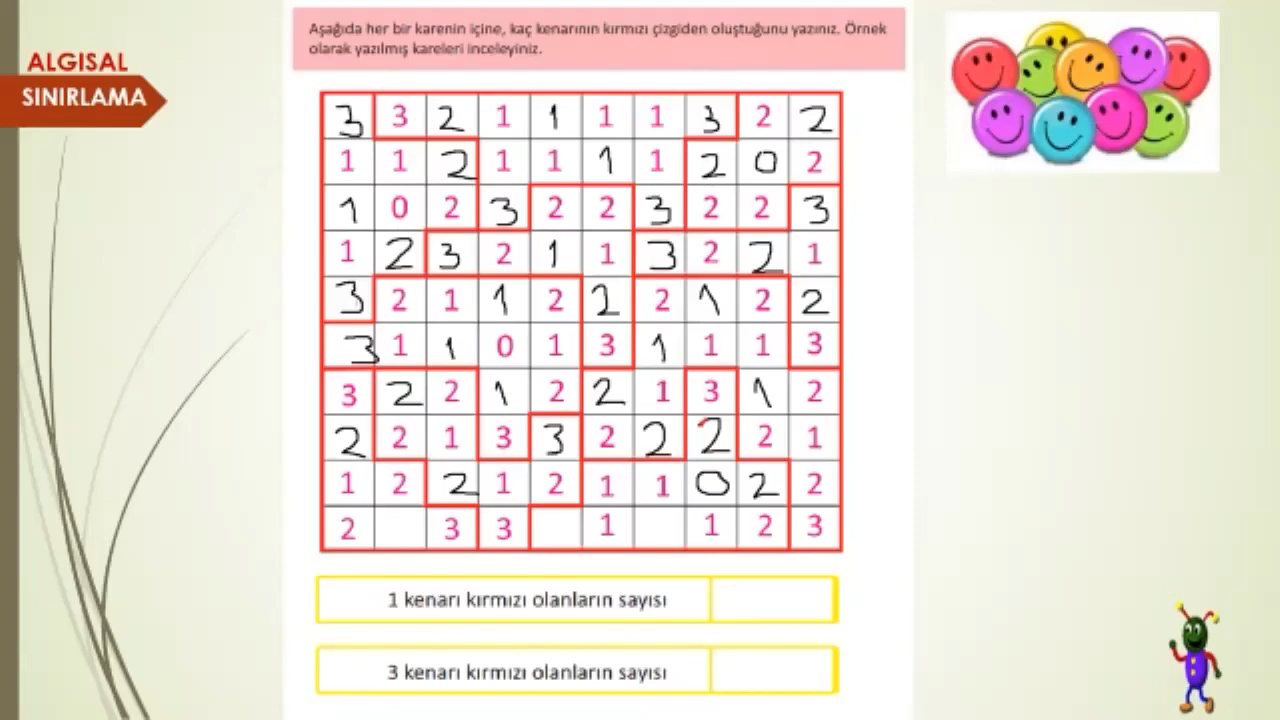 Aşağıda her bir karenin içine, kaç kenarının kırmızı çizgiden oluştuğunu yazınız. Örnek
olarak yazılmış kareleri inceleyiniz.
ALGISAL
SINIRLAMA
3 3 2 1 1 1 1 3 2 2
1 1 2 1 1 1 1 2 0 2
1 0 2 3 2 2 3 2 2 3
1 2 3 2 1 1 3 2 2 1
3 2 1 1 2 2 2 1 2 2
3 1 1 0 1 3 1 1 1 3
3 2 2 1 2 2 1 3 1 2
2 2 1 3 3 2 2 2 2 1
1 2 2 1 2 1 1 0 2 2
2 3 3 1 1 2 3
1 kenarı kırmızı olanların sayısı
3 kenarı kırmızı olanların sayısı